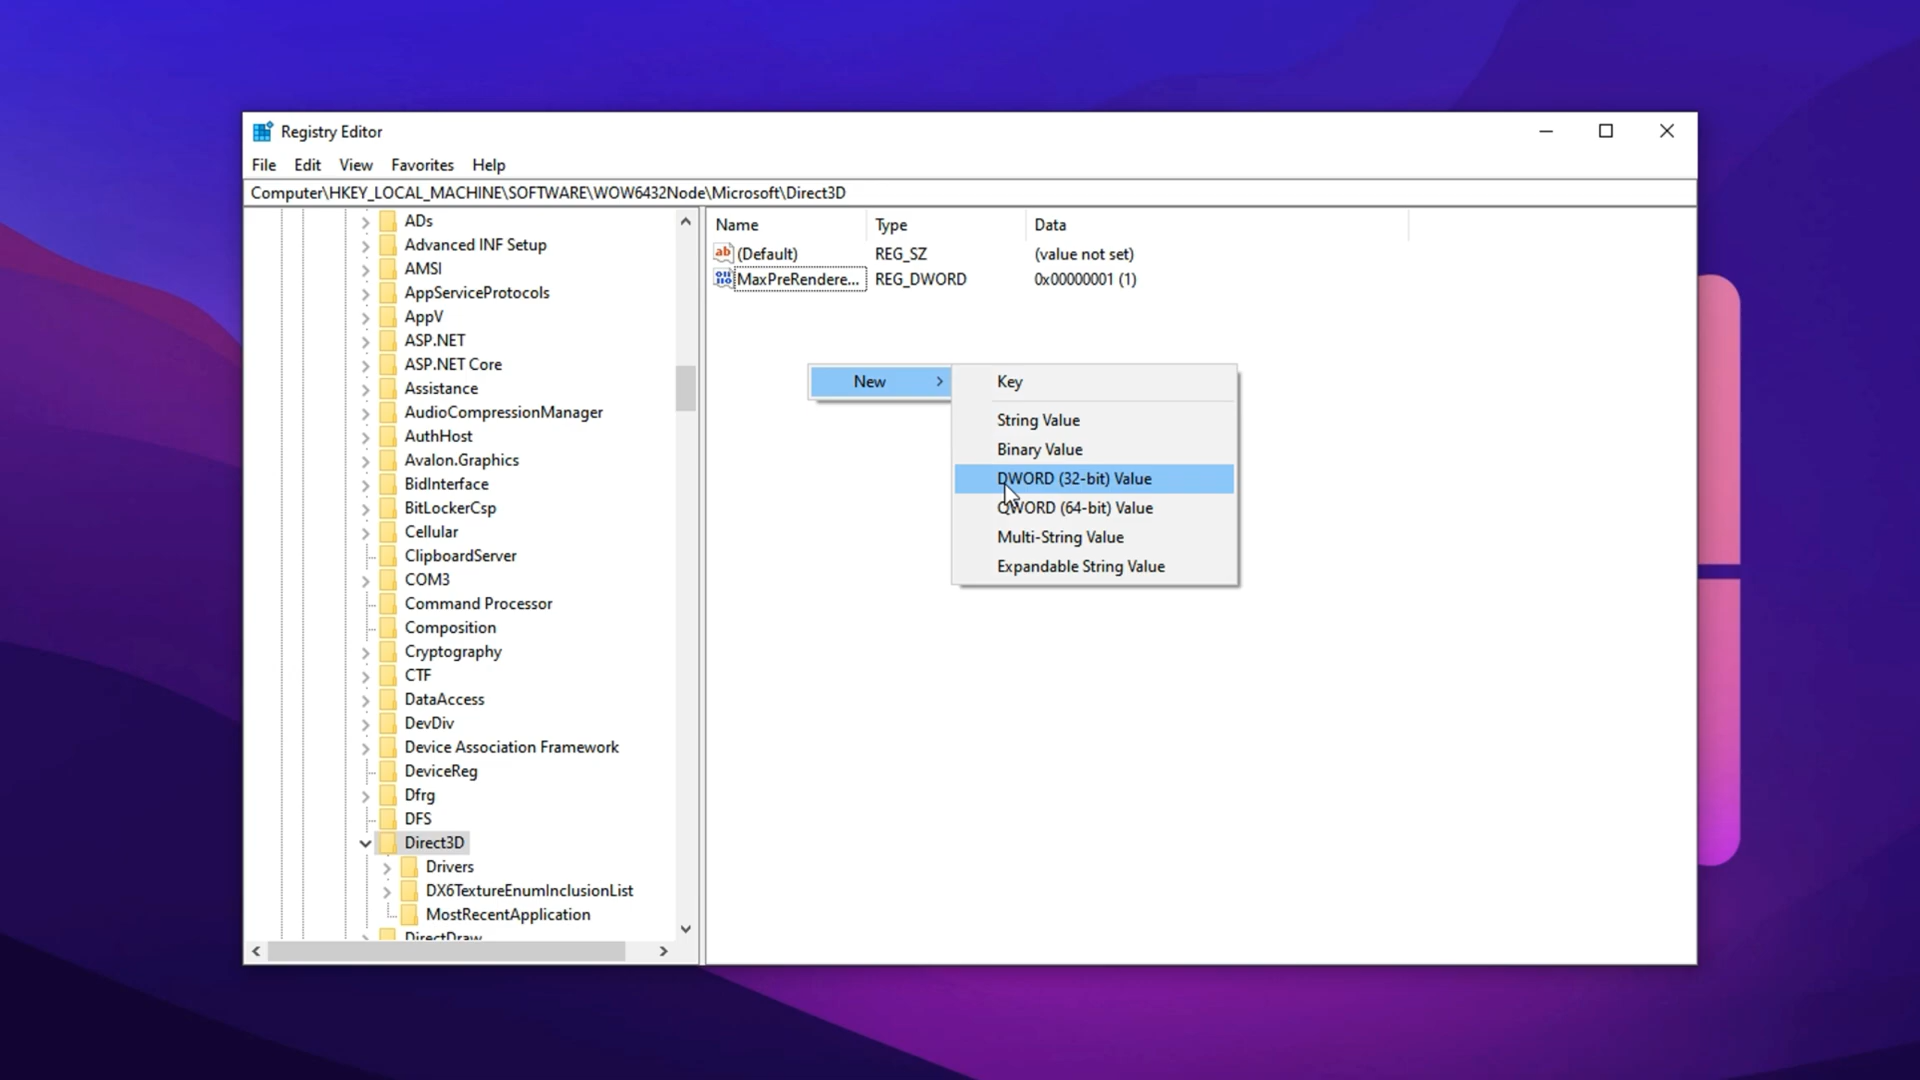 Registry Editor
File Edit View Favorites Help
Computer\HKEY_LOCAL_MACHINE\SOFTWARE\WOW6432Node\Microsoft\Direct3D
ADs
Advanced INF Setup
AMSI
AppServiceProtocols
AppV
ASP.NET
ASP.NET Core
Assistance
AudioCompressionManager
AuthHost
Avalon.Graphics
BidInterface
BitLockerCsp
Cellular
ClipboardServer
COM3
Command Processor
Composition
Cryptography
CTF
DataAccess
DevDiv
Device Association Framework
DeviceReg
Dfrg
DFS
Direct3D
Drivers
DX6TextureEnumInclusionList
MostRecentApplication
DirectDraw
Name Type Data
(Default) REG_SZ (value not set)
MaxPreRendere... REG_DWORD 0x00000001 (1)
New
Key
String Value
Binary Value
DWORD (32-bit) Value
QWORD (64-bit) Value
Multi-String Value
Expandable String Value